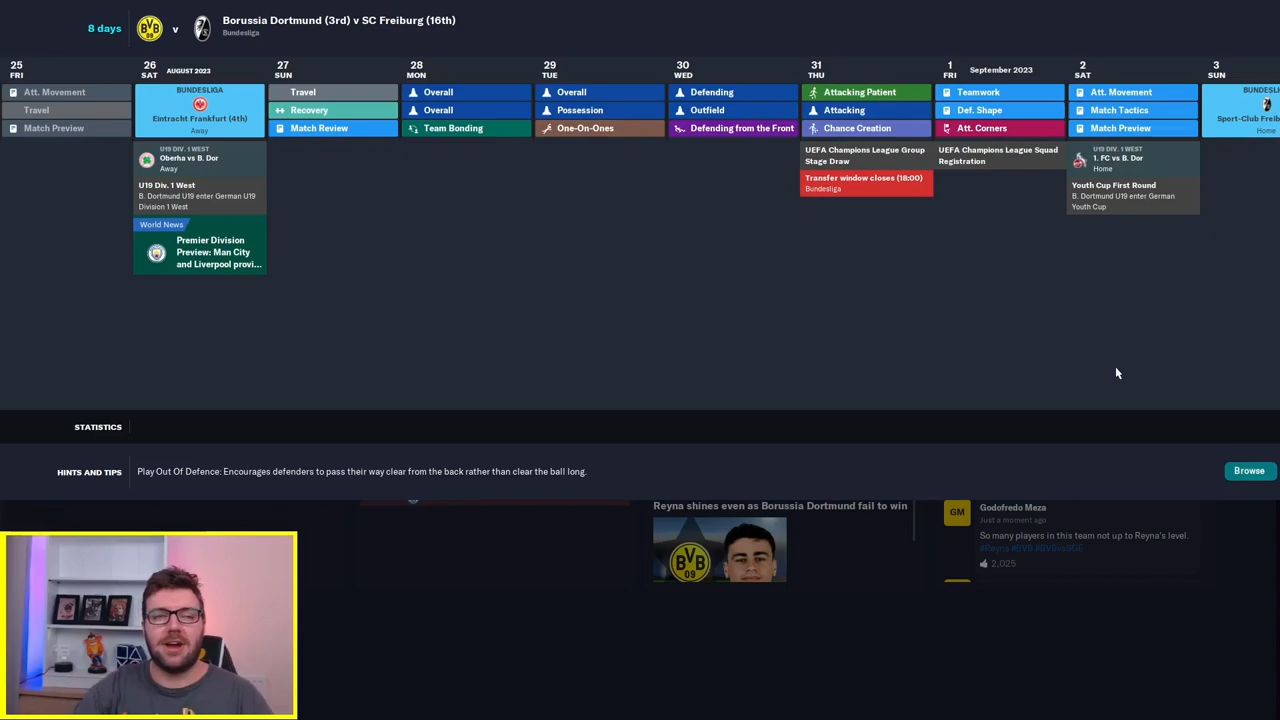 8 days
v
Borussia Dortmund (3rd) v SC Freiburg (16th)
Bundesliga
25
FRI
26
SAT
AUGUST 2023
27
SUN
28
MON
29
TUE
30
WED
31
THU
1
FRI
September 2023
2
SAT
3
SUN
Att. Movement
Travel
Match Preview
BUNDESLIGA
Eintracht Frankfurt (4th)
Away
Travel
Recovery
Match Review
Overall
Overall
Team Bonding
Overall
Possession
One-On-Ones
Defending
Outfield
Defending from the Front
Attacking Patient
Attacking
Chance Creation
Teamwork
Def. Shape
Att. Corners
Att. Movement
Match Tactics
Match Preview
BUNDESLI
Sport-Club Freib
Home
U19 DIV. 1 WEST
Oberha vs B. Dor
Away
U19 Div. 1 West
B. Dortmund U19 enter German U19
Division 1 West
World News
Premier Division
Preview: Man City
and Liverpool provi...
UEFA Champions League Group
Stage Draw
Transfer window closes (18:00)
Bundesliga
UEFA Champions League Squad
Registration
U19 DIV. 1 WEST
1. FC vs B. Dor
Home
Youth Cup First Round
B. Dortmund U19 enter German
Youth Cup
STATISTICS
HINTS AND TIPS
Play Out Of Defence: Encourages defenders to pass their way clear from the back rather than clear the ball long.
Browse
Reyna shines even as Borussia Dortmund fail to win
BVB
09
GM
Godofredo Meza
Just a moment ago
So many players in this team not up to Reyna's level.
#Reyna #BVB #BVBvsSGE
2,025